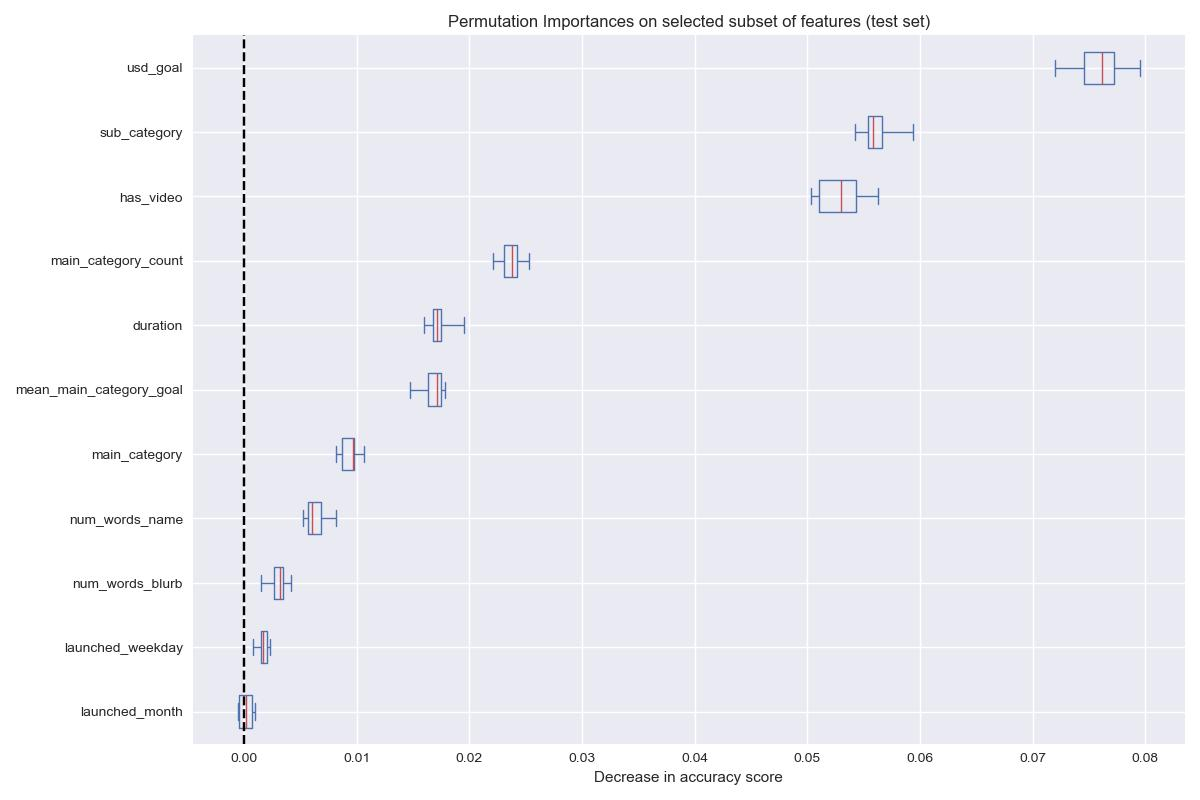 Permutation Importances on selected subset of features (test set)
usd_goal
sub_category
has_video
main_category_count
duration
mean_main_category_goal
main_category
num_words_name
num_words_blurb
launched_weekday
launched_month
0.00 0.01 0.02 0.03 0.04 0.05 0.06 0.07 0.08
Decrease in accuracy score